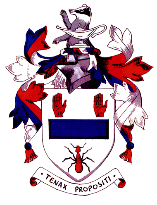 · TENAX PROPOSITI ·